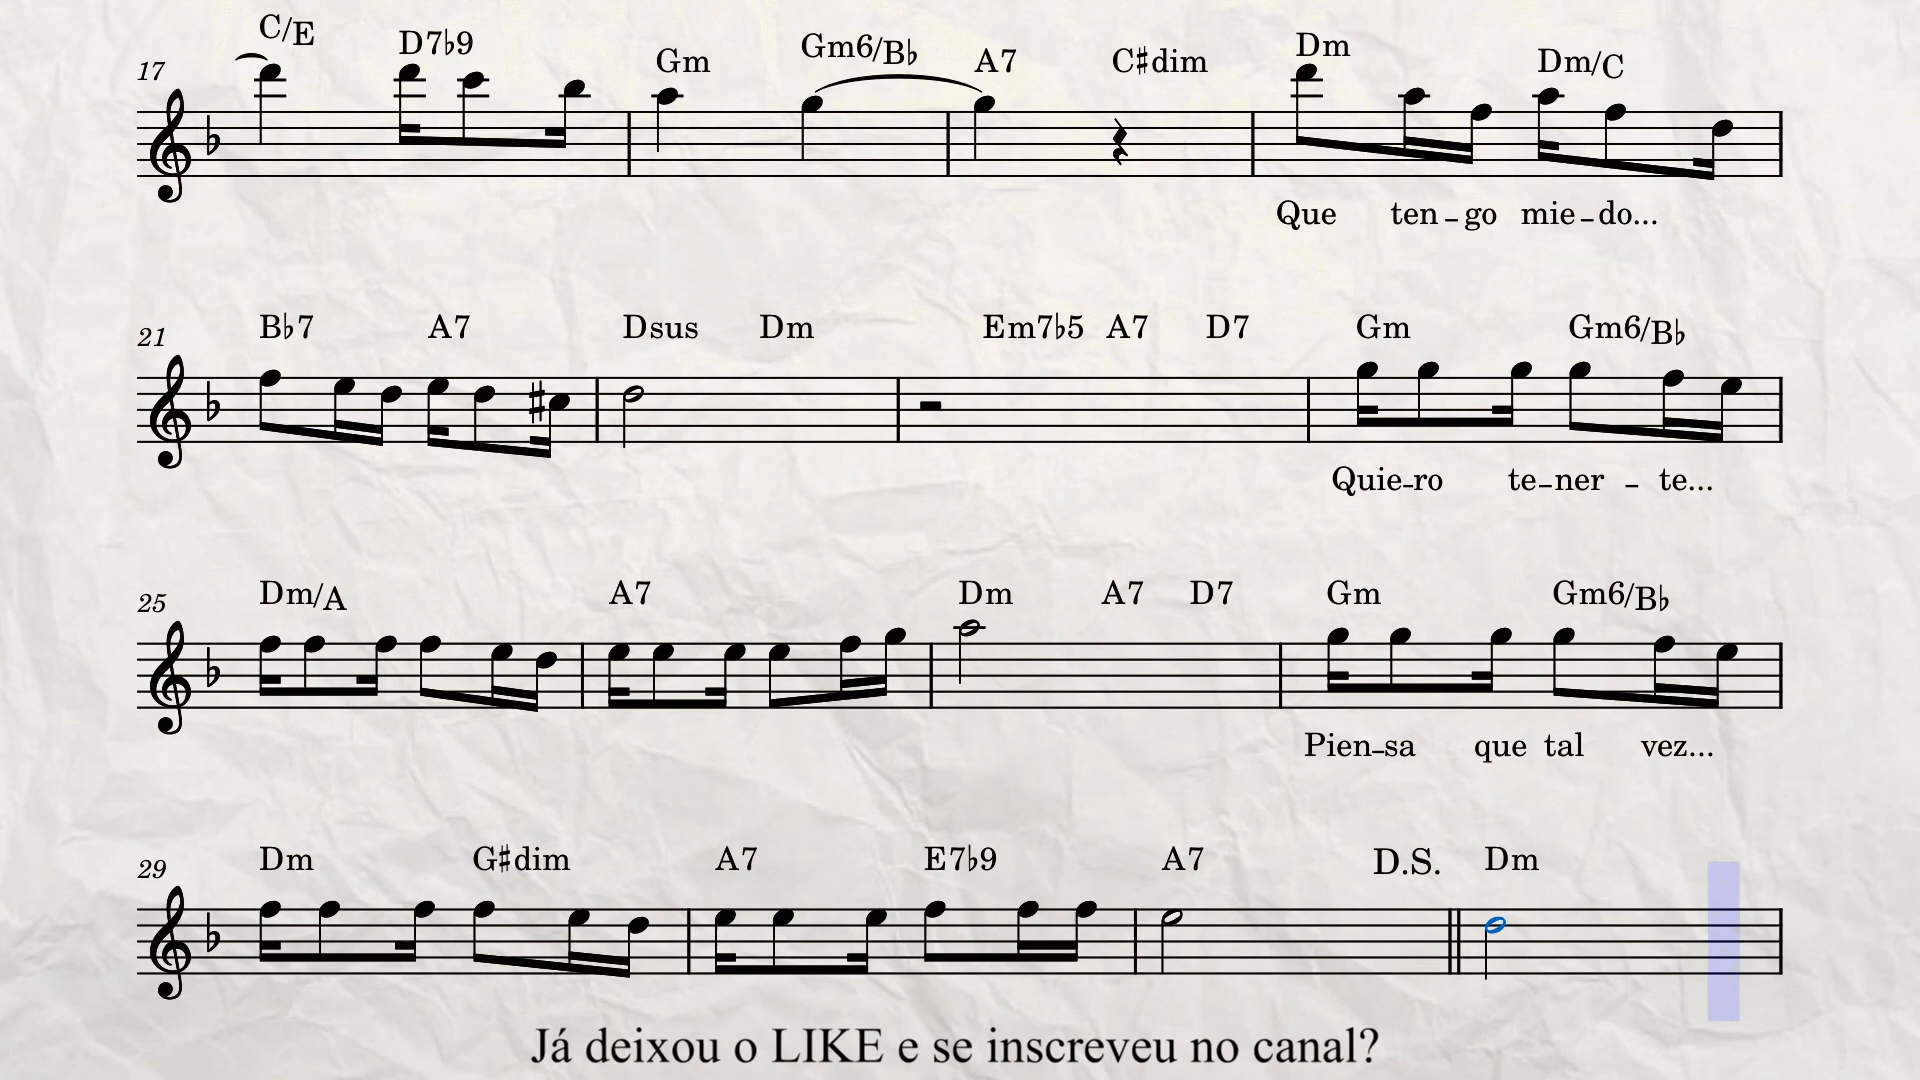 C/E D7♭9 Gm Gm6/B♭ A7 C♯dim Dm Dm/C
17
Que ten-go mie-do...
B♭7 A7 Dsus Dm Em7♭5 A7 D7 Gm Gm6/B♭
21
Quie-ro te-ner - te...
Dm/A A7 Dm A7 D7 Gm Gm6/B♭
25
Pien-sa que tal vez...
Dm G♯dim A7 E7♭9 A7 D.S. Dm
29
Já deixou o LIKE e se inscreveu no canal?